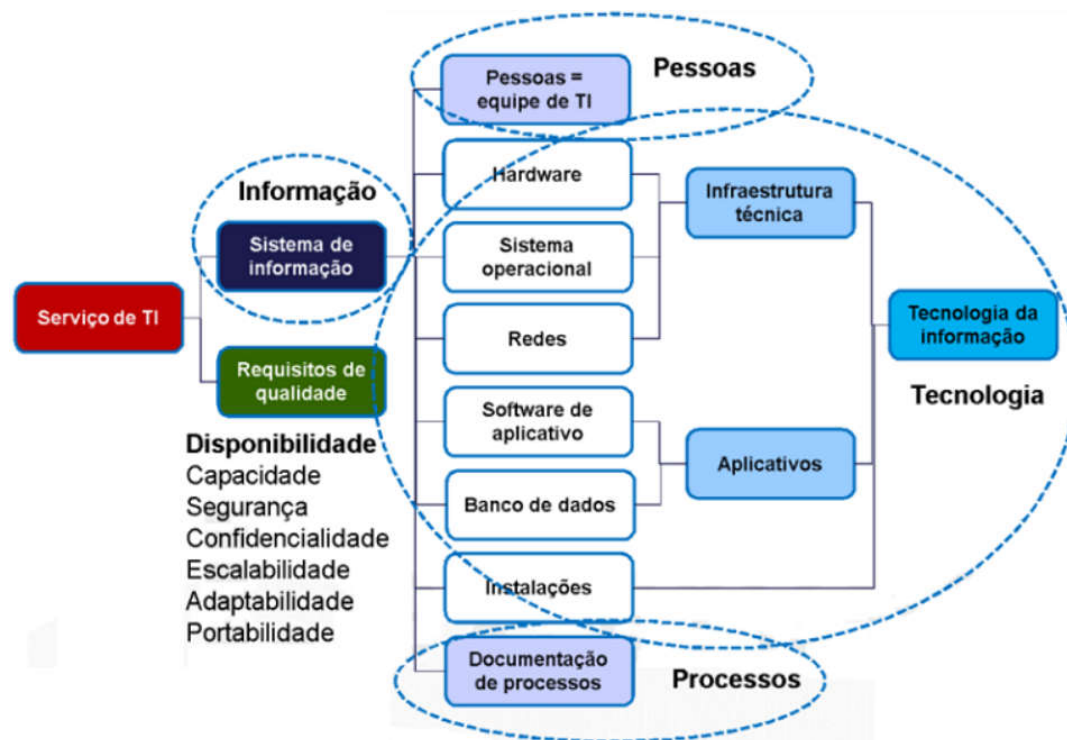 Pessoas =
equipe de TI
Pessoas
Hardware
Infraestrutura
técnica
Informação
Sistema de
informação
Sistema
operacional
Serviço de TI
Redes
Tecnologia da
informação
Requisitos de
qualidade
Tecnologia
Software de
aplicativo
Disponibilidade
Capacidade
Segurança
Confidencialidade
Escalabilidade
Adaptabilidade
Portabilidade
Aplicativos
Banco de dados
Instalações
Documentação
de processos
Processos